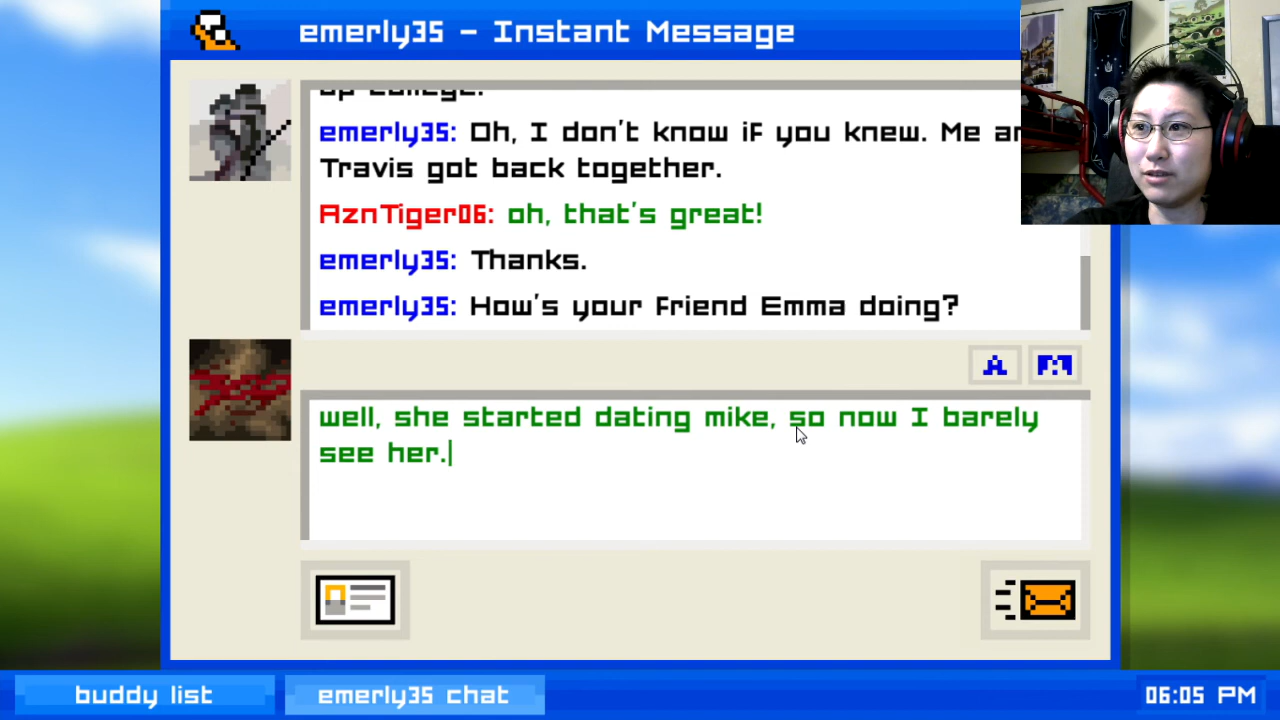 emerly35 - Instant Message
emerly35: Oh, I don't know if you knew. Me
Travis got back together.
AznTiger06: oh, that's great!
emerly35: Thanks.
emerly35: How's your friend Emma doing?
A
well, she started dating mike, so now I barely
see her.
buddy list
emerly35 chat
06:05 PM